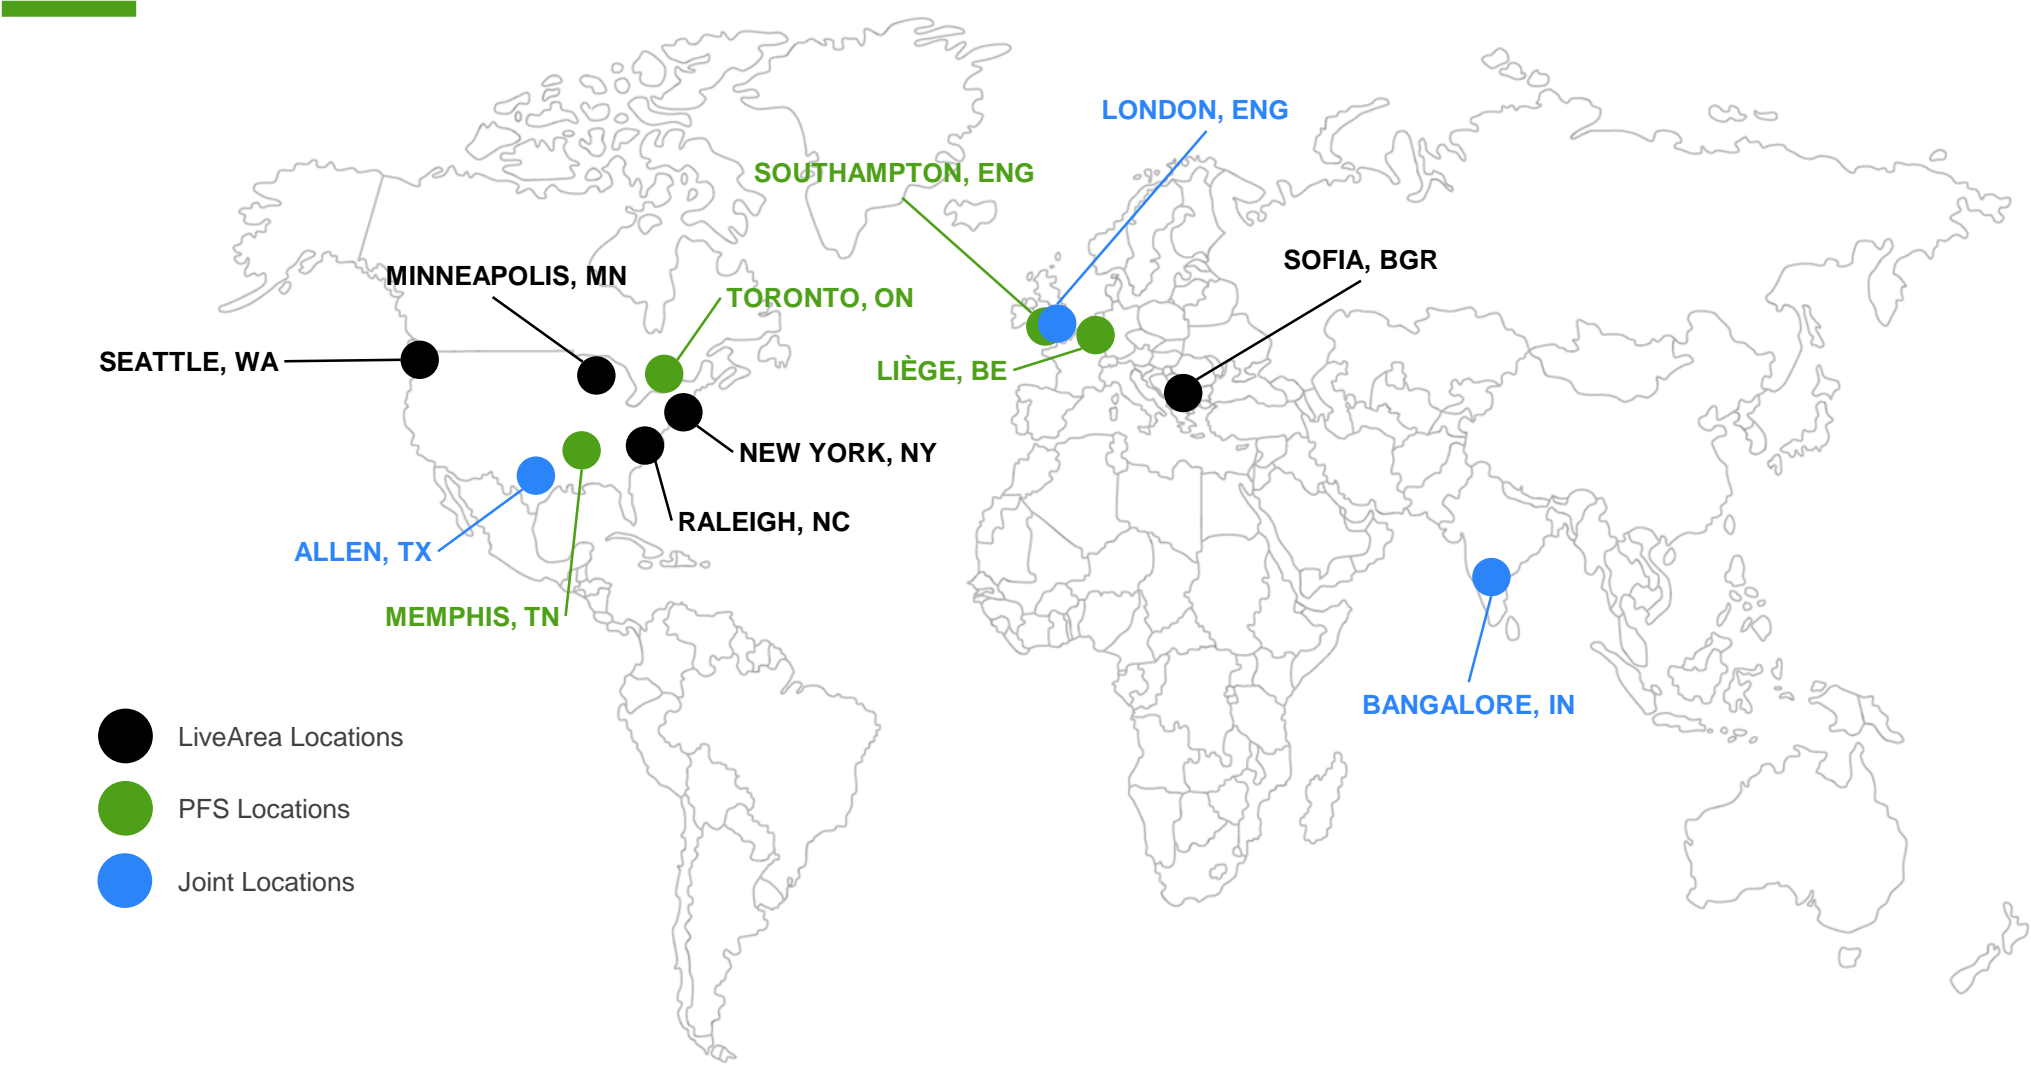 LONDON, ENG
SOUTHAMPTON, ENG
SOFIA, BGR
MINNEAPOLIS, MN
TORONTO, ON
SEATTLE, WA
LIÈGE, BE
NEW YORK, NY
RALEIGH, NC
ALLEN, TX
MEMPHIS, TN
BANGALORE, IN
LiveArea Locations
PFS Locations
Joint Locations